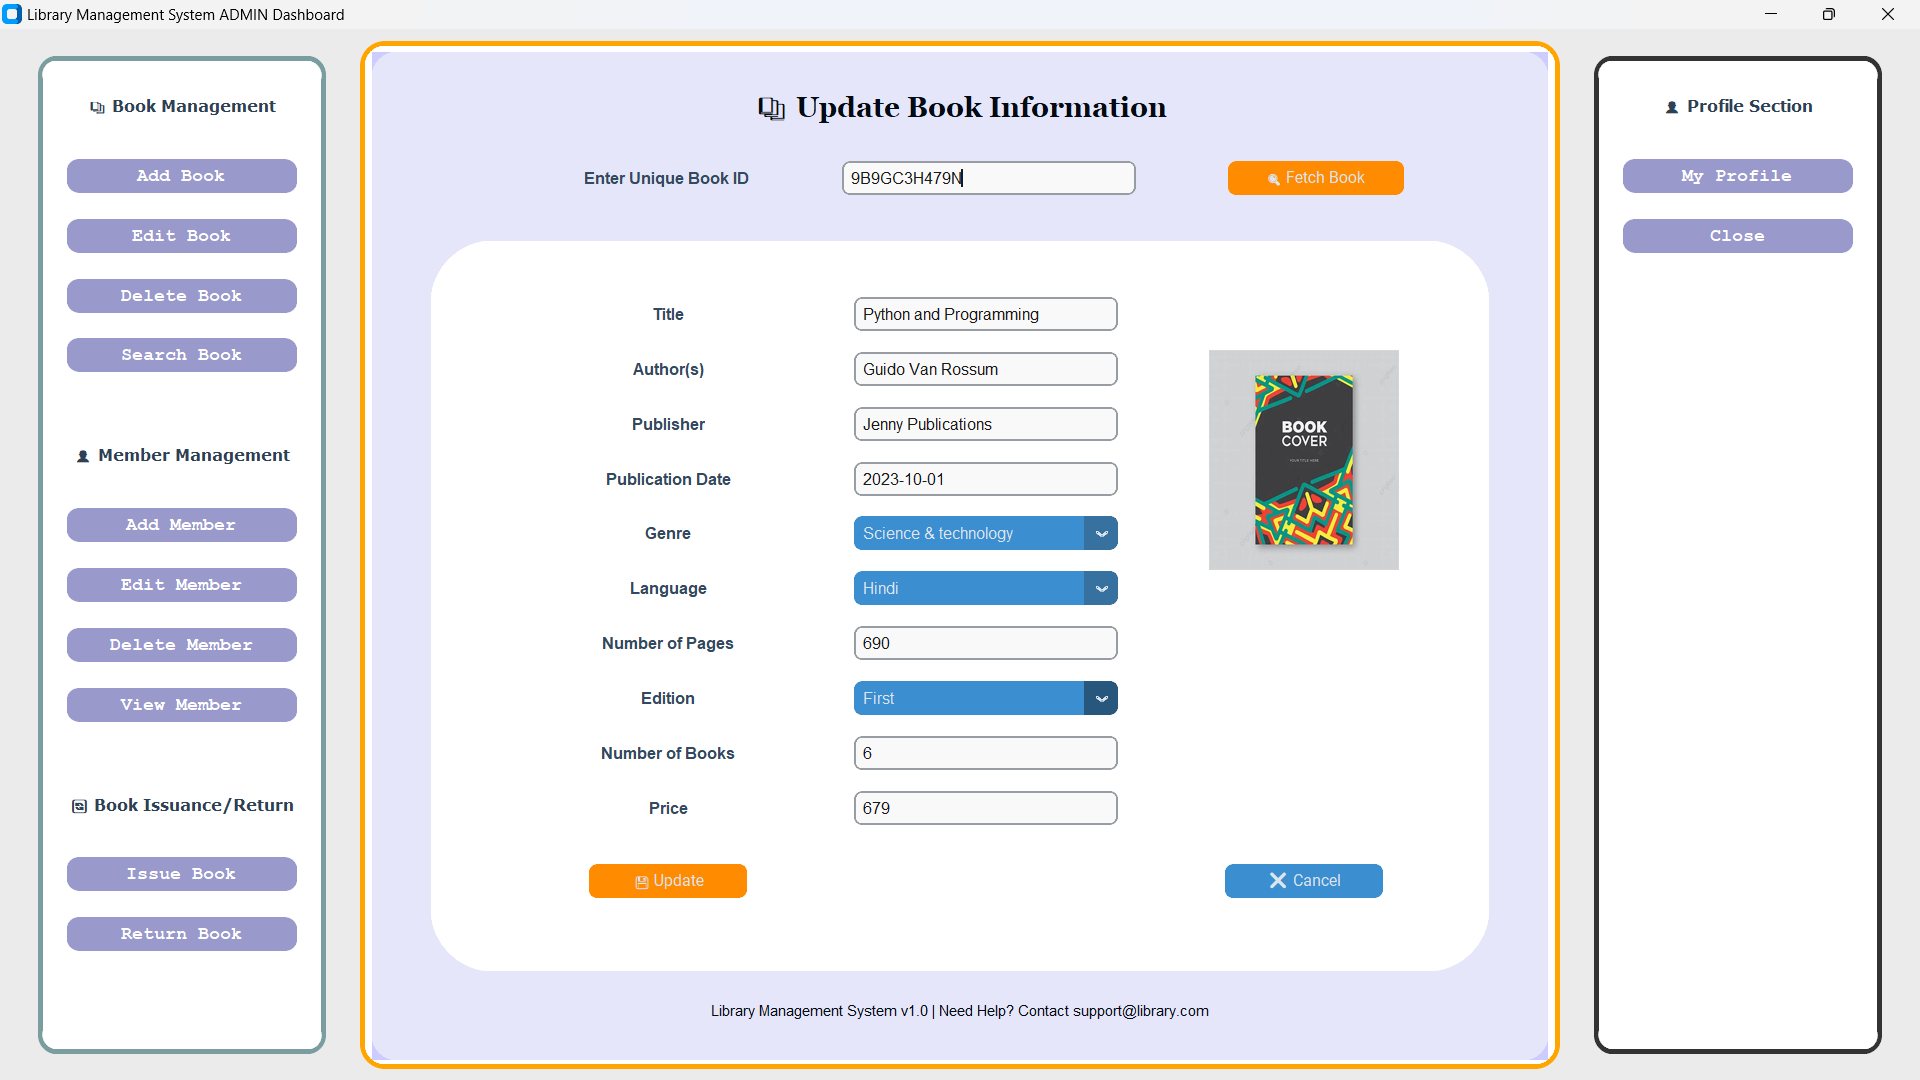 Library Management System ADMIN Dashboard
Book Management
Add Book
Edit Book
Delete Book
Search Book
Member Management
Add Member
Edit Member
Delete Member
View Member
Book Issuance/Return
Issue Book
Return Book
Update Book Information
Enter Unique Book ID
9B9GC3H479N
Fetch Book
Title
Python and Programming
Author(s)
Guido Van Rossum
Publisher
Jenny Publications
Publication Date
2023-10-01
Genre
Science & technology
Language
Hindi
Number of Pages
690
Edition
First
Number of Books
6
Price
679
BOOK
COVER
YOUR TITLE HERE
Update
Cancel
Library Management System v1.0 | Need Help? Contact support@library.com
Profile Section
My Profile
Close